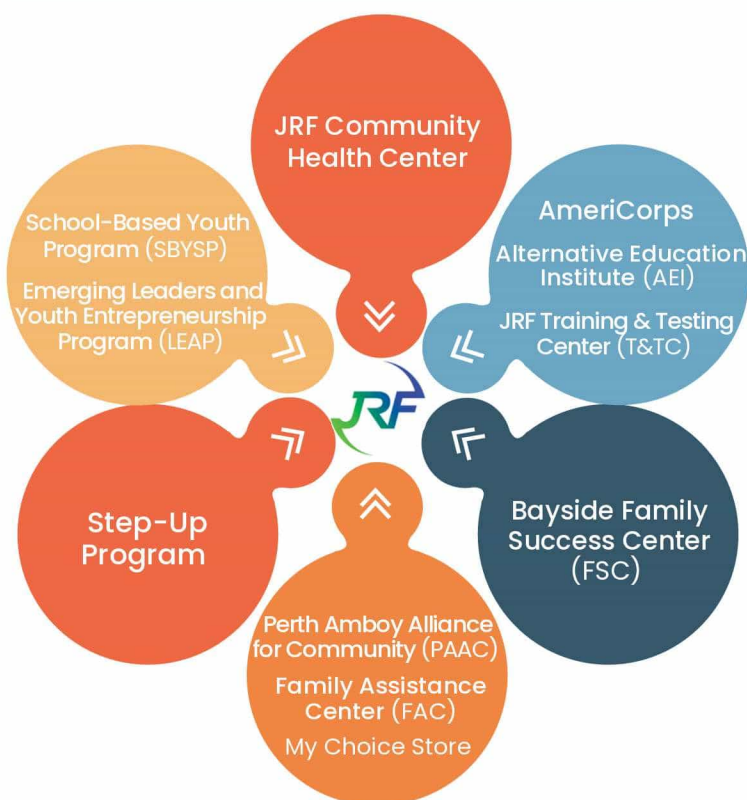 JRF Community
Health Center
School-Based Youth
Program (SBYSP)
Emerging Leaders and
Youth Entrepreneurship
Program (LEAP)
AmeriCorps
Alternative Education
Institute (AEI)
JRF Training & Testing
Center (T&TC)
JRF
Step-Up
Program
Bayside Family
Success Center
(FSC)
Perth Amboy Alliance
for Community (PAAC)
Family Assistance
Center (FAC)
My Choice Store